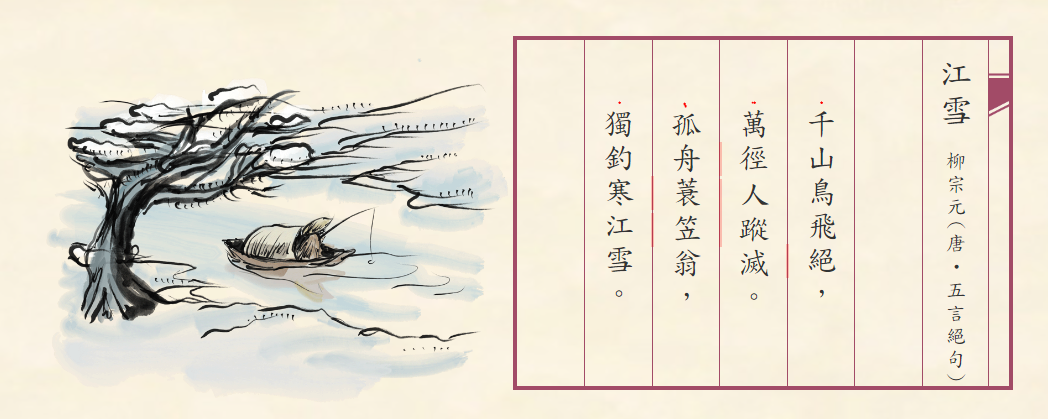 江雪 柳宗元（唐・五言絕句）
千山鳥飛絕，
萬徑人蹤滅。
孤舟蓑笠翁，
獨釣寒江雪。